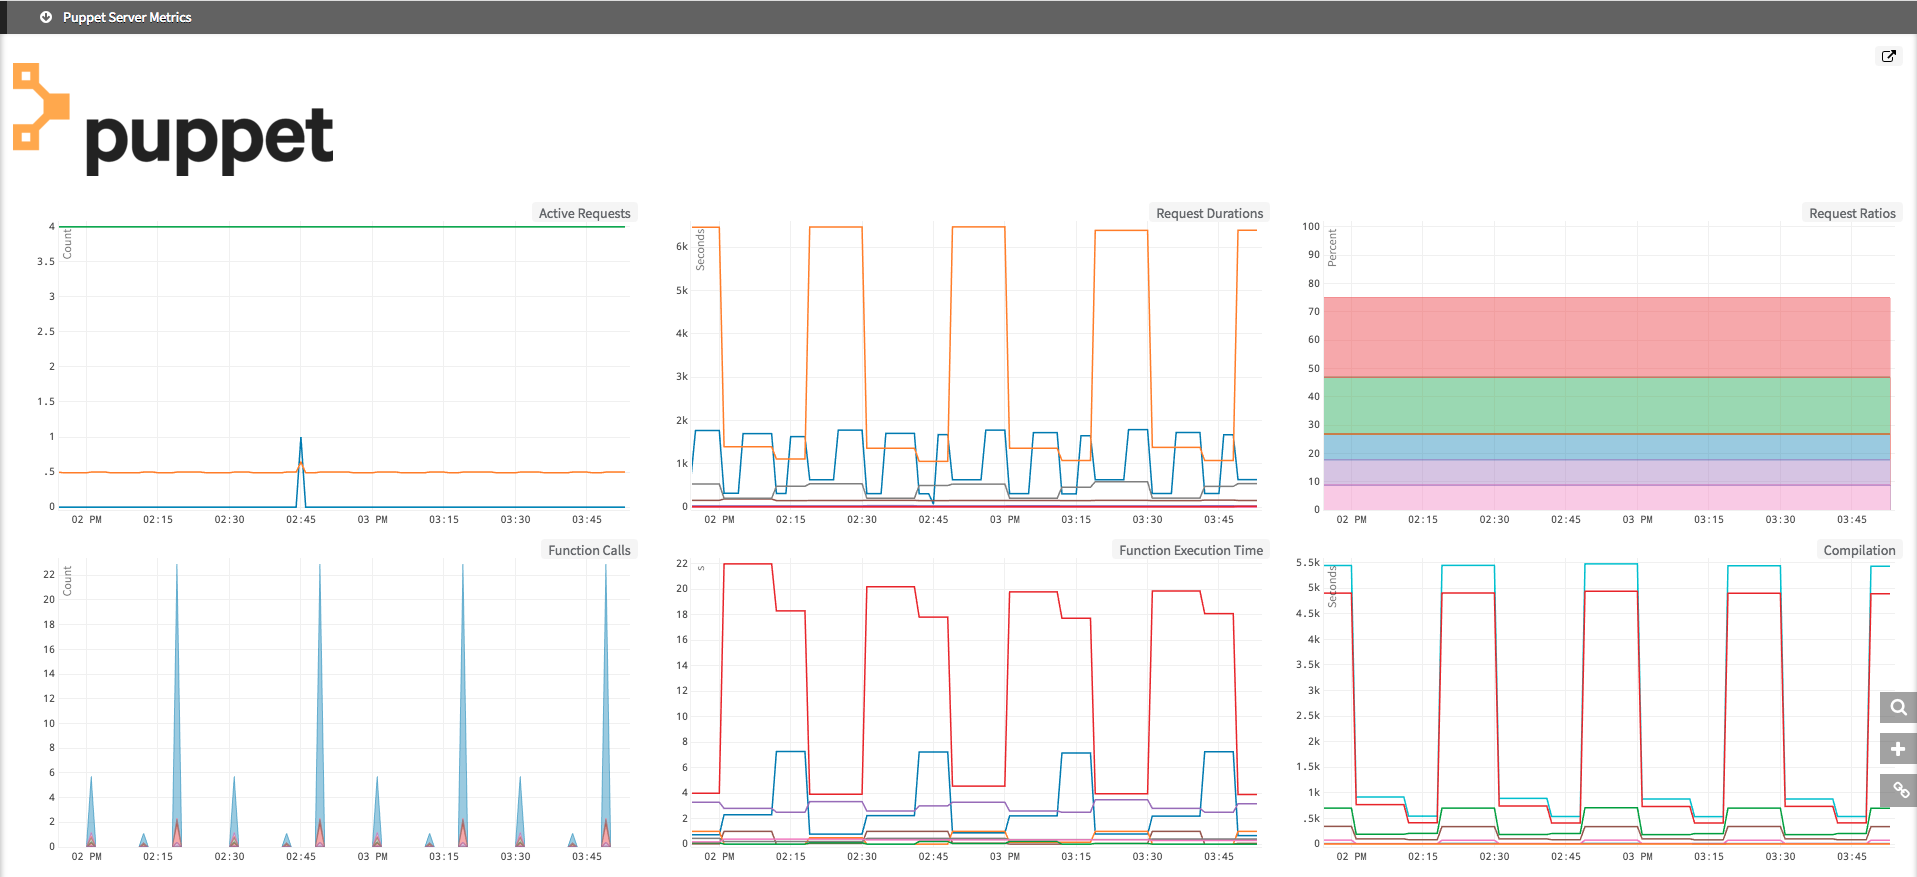 Puppet Server Metrics
puppet
Active Requests
Count
4
3.5
3
2.5
2
1.5
1
.5
0
02 PM 02:15 02:30 02:45 03 PM 03:15 03:30 03:45
Request Durations
Seconds
6k
5k
4k
3k
2k
1k
0
02 PM 02:15 02:30 02:45 03 PM 03:15 03:30 03:45
Request Ratios
Percent
100
90
80
70
60
50
40
30
20
10
0
02 PM 02:15 02:30 02:45 03 PM 03:15 03:30 03:45
Function Calls
Count
22
20
18
16
14
12
10
8
6
4
2
0
02 PM 02:15 02:30 02:45 03 PM 03:15 03:30 03:45
Function Execution Time
s
22
20
18
16
14
12
10
8
6
4
2
0
02 PM 02:15 02:30 02:45 03 PM 03:15 03:30 03:45
Compilation
Seconds
5.5k
5k
4.5k
4k
3.5k
3k
2.5k
2k
1.5k
1k
.5k
0
02 PM 02:15 02:30 02:45 03 PM 03:15 03:30 03:45